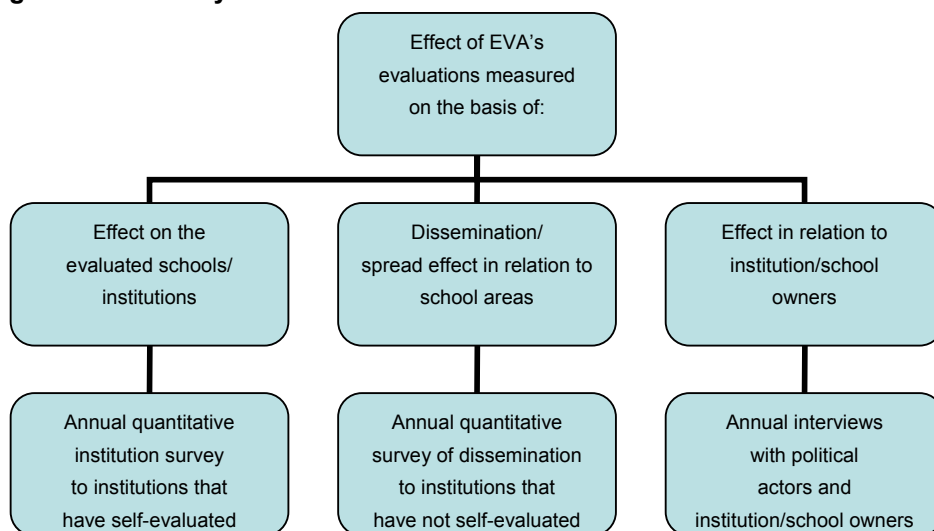 Effect of EVA's
evaluations measured
on the basis of:
Effect on the
evaluated schools/
institutions
Dissemination/
spread effect in relation to
school areas
Effect in relation to
institution/school
owners
Annual quantitative
institution survey
to institutions that
have self-evaluated
Annual quantitative
survey of dissemination
to institutions that
have not self-evaluated
Annual interviews
with political
actors and
institution/school owners